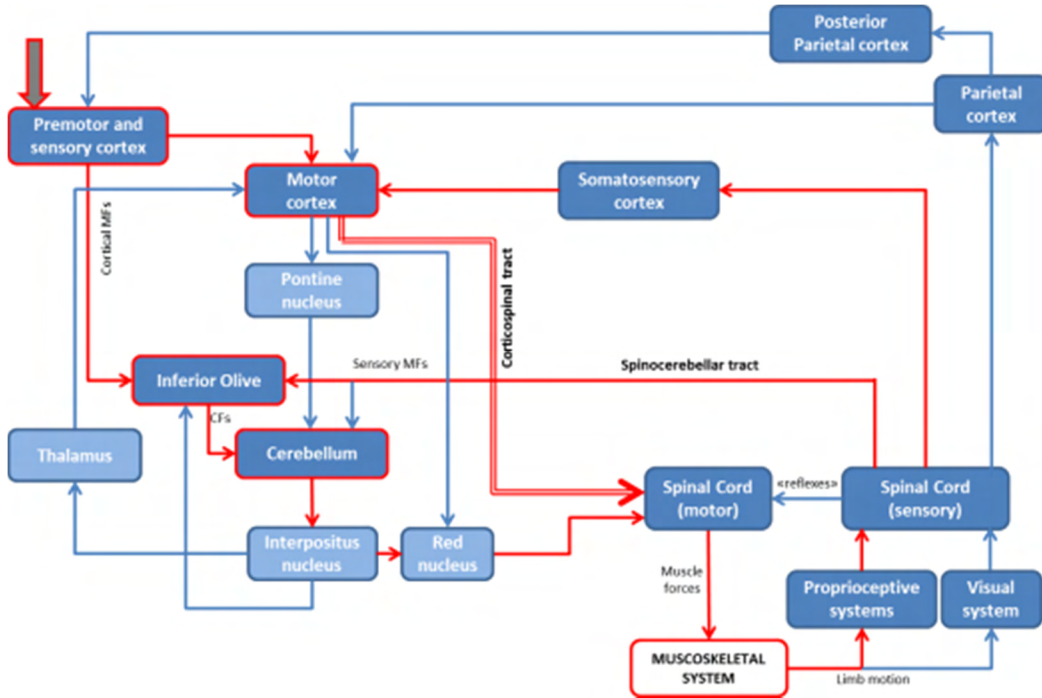 Posterior
Parietal cortex
Parietal
cortex
Premotor and
sensory cortex
Motor
cortex
Somatosensory
cortex
Cortical MFs
Pontine
nucleus
Corticospinal tract
Sensory MFs
Spinocerebellar tract
Inferior Olive
CFs
Thalamus
Cerebellum
Spinal Cord
(motor)
«reflexes»
Spinal Cord
(sensory)
Interpositus
nucleus
Red
nucleus
Muscle
forces
Proprioceptive
systems
Visual
system
MUSCOSKELETAL
SYSTEM
Limb motion